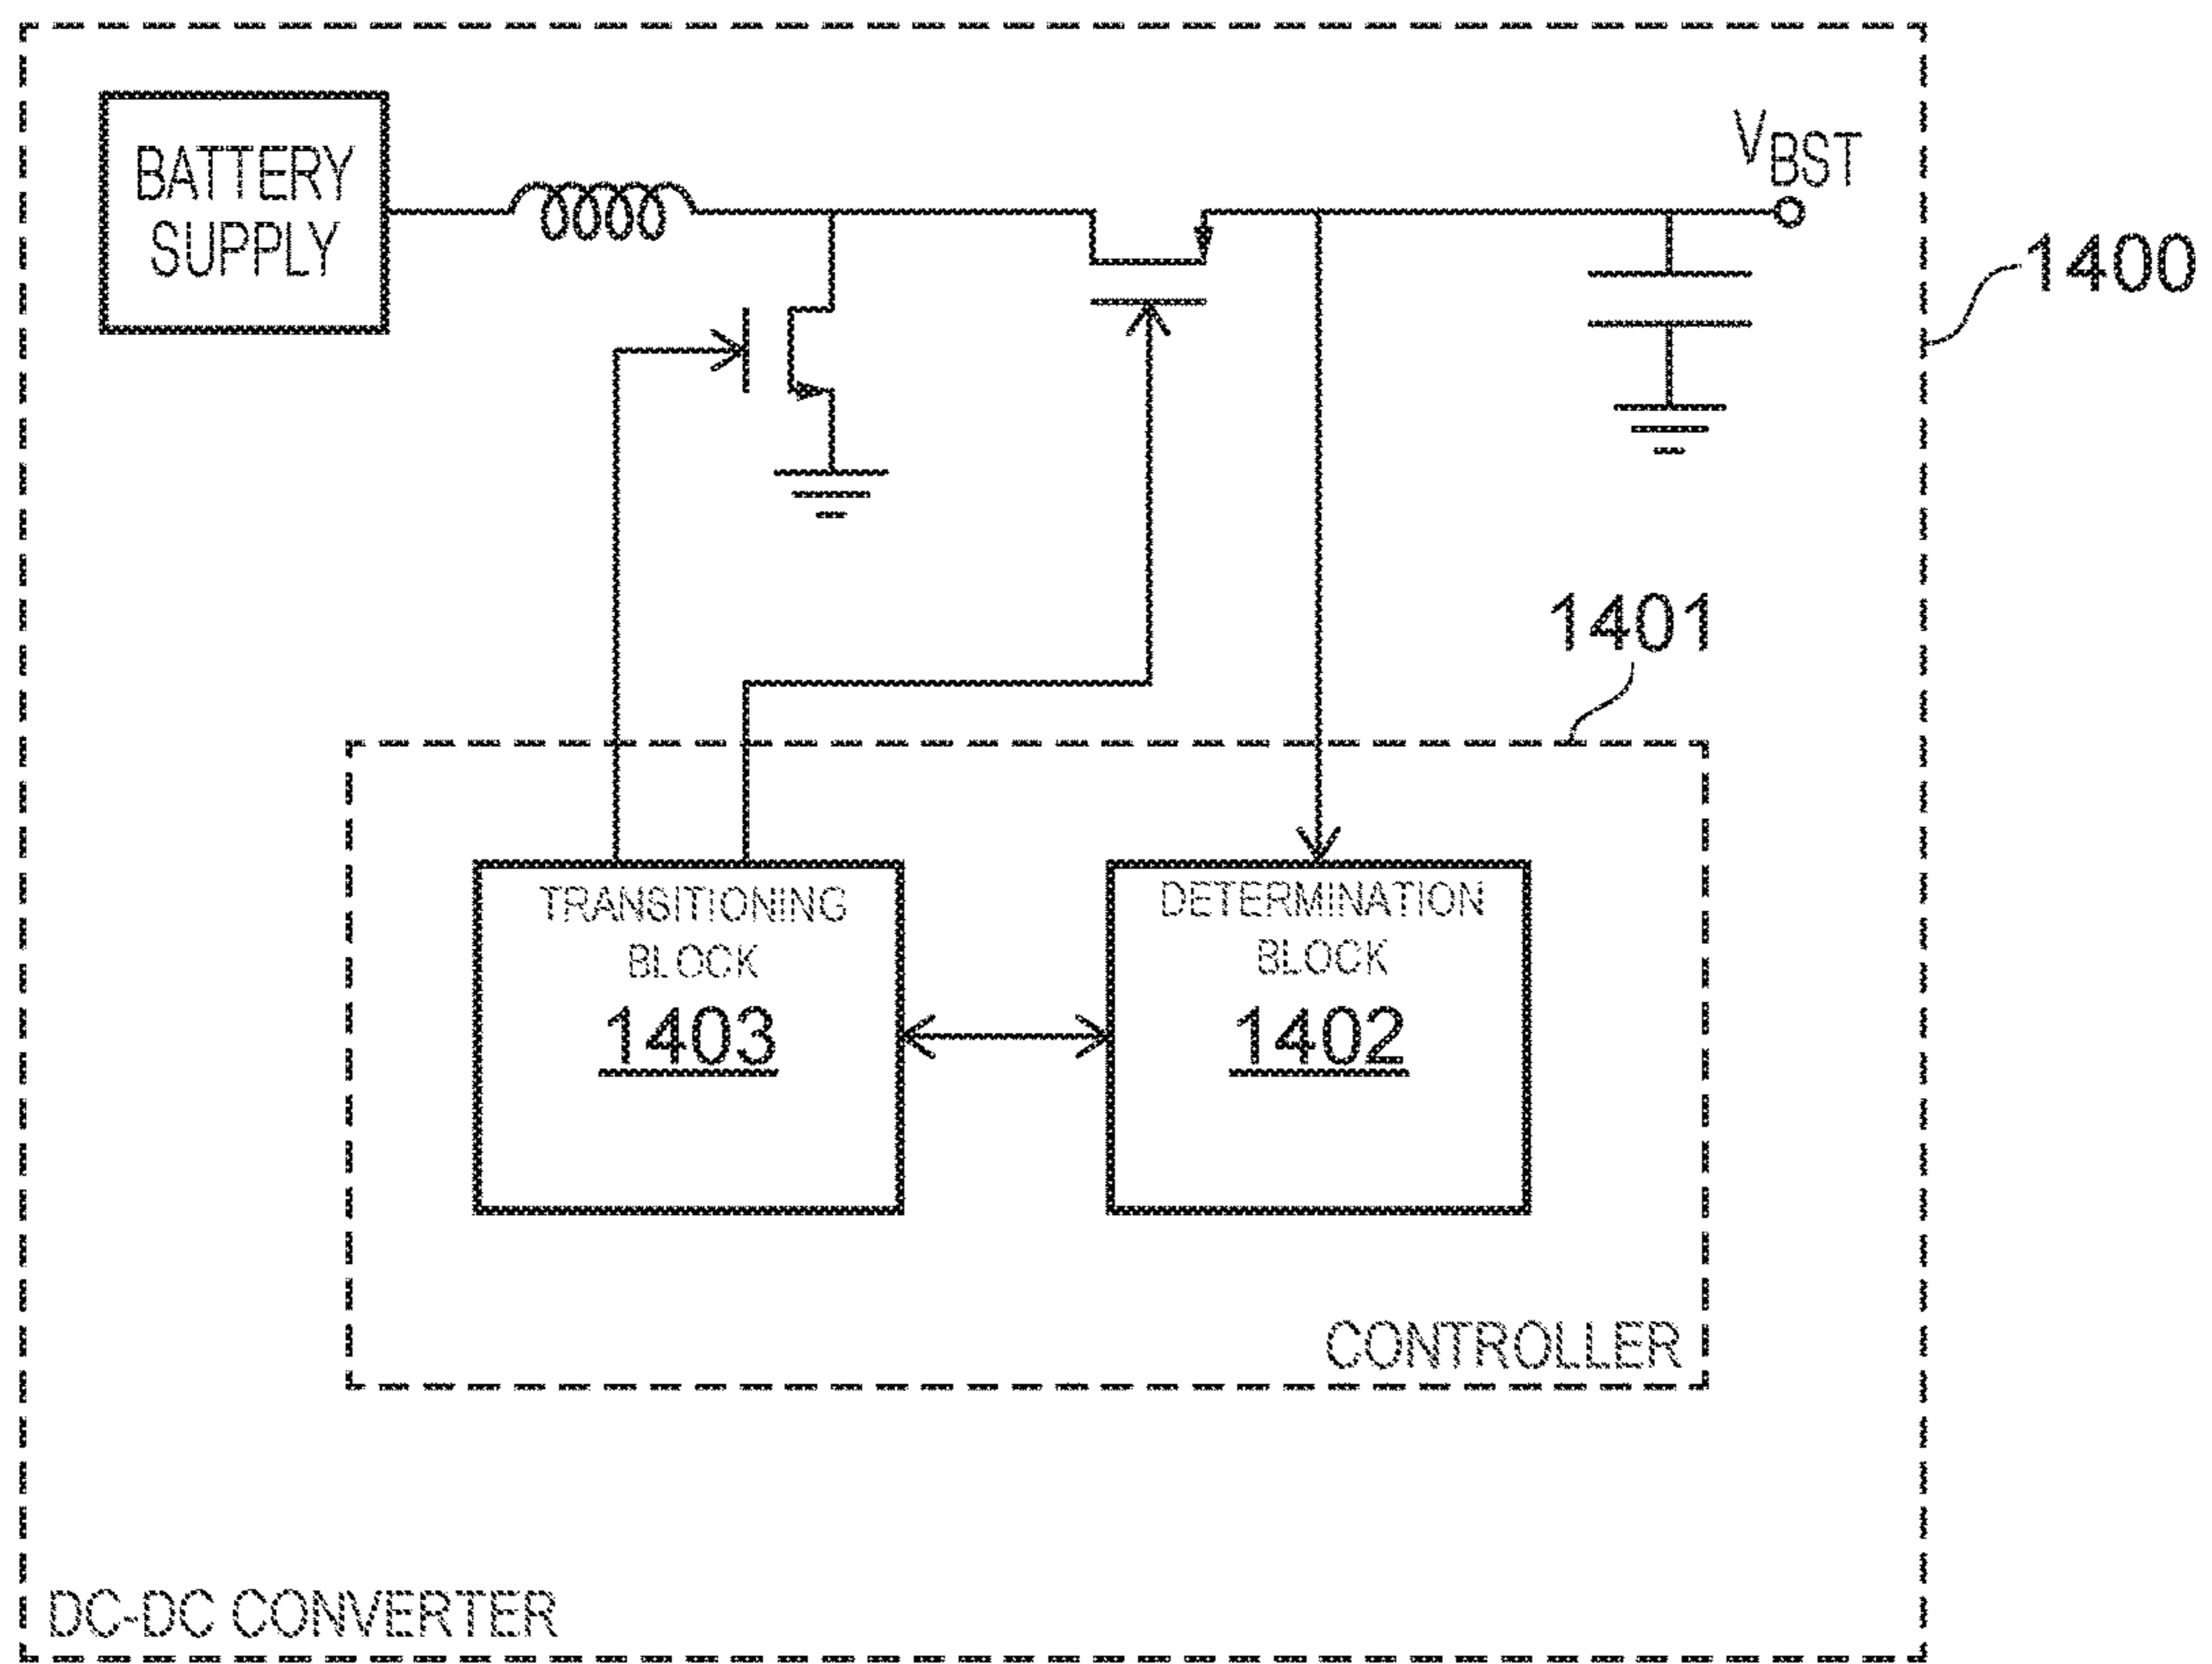 BATTERY
SUPPLY
VBST
1400
1401
TRANSITIONING
BLOCK
1403
DETERMINATION
BLOCK
1402
CONTROLLER
DC-DC CONVERTER